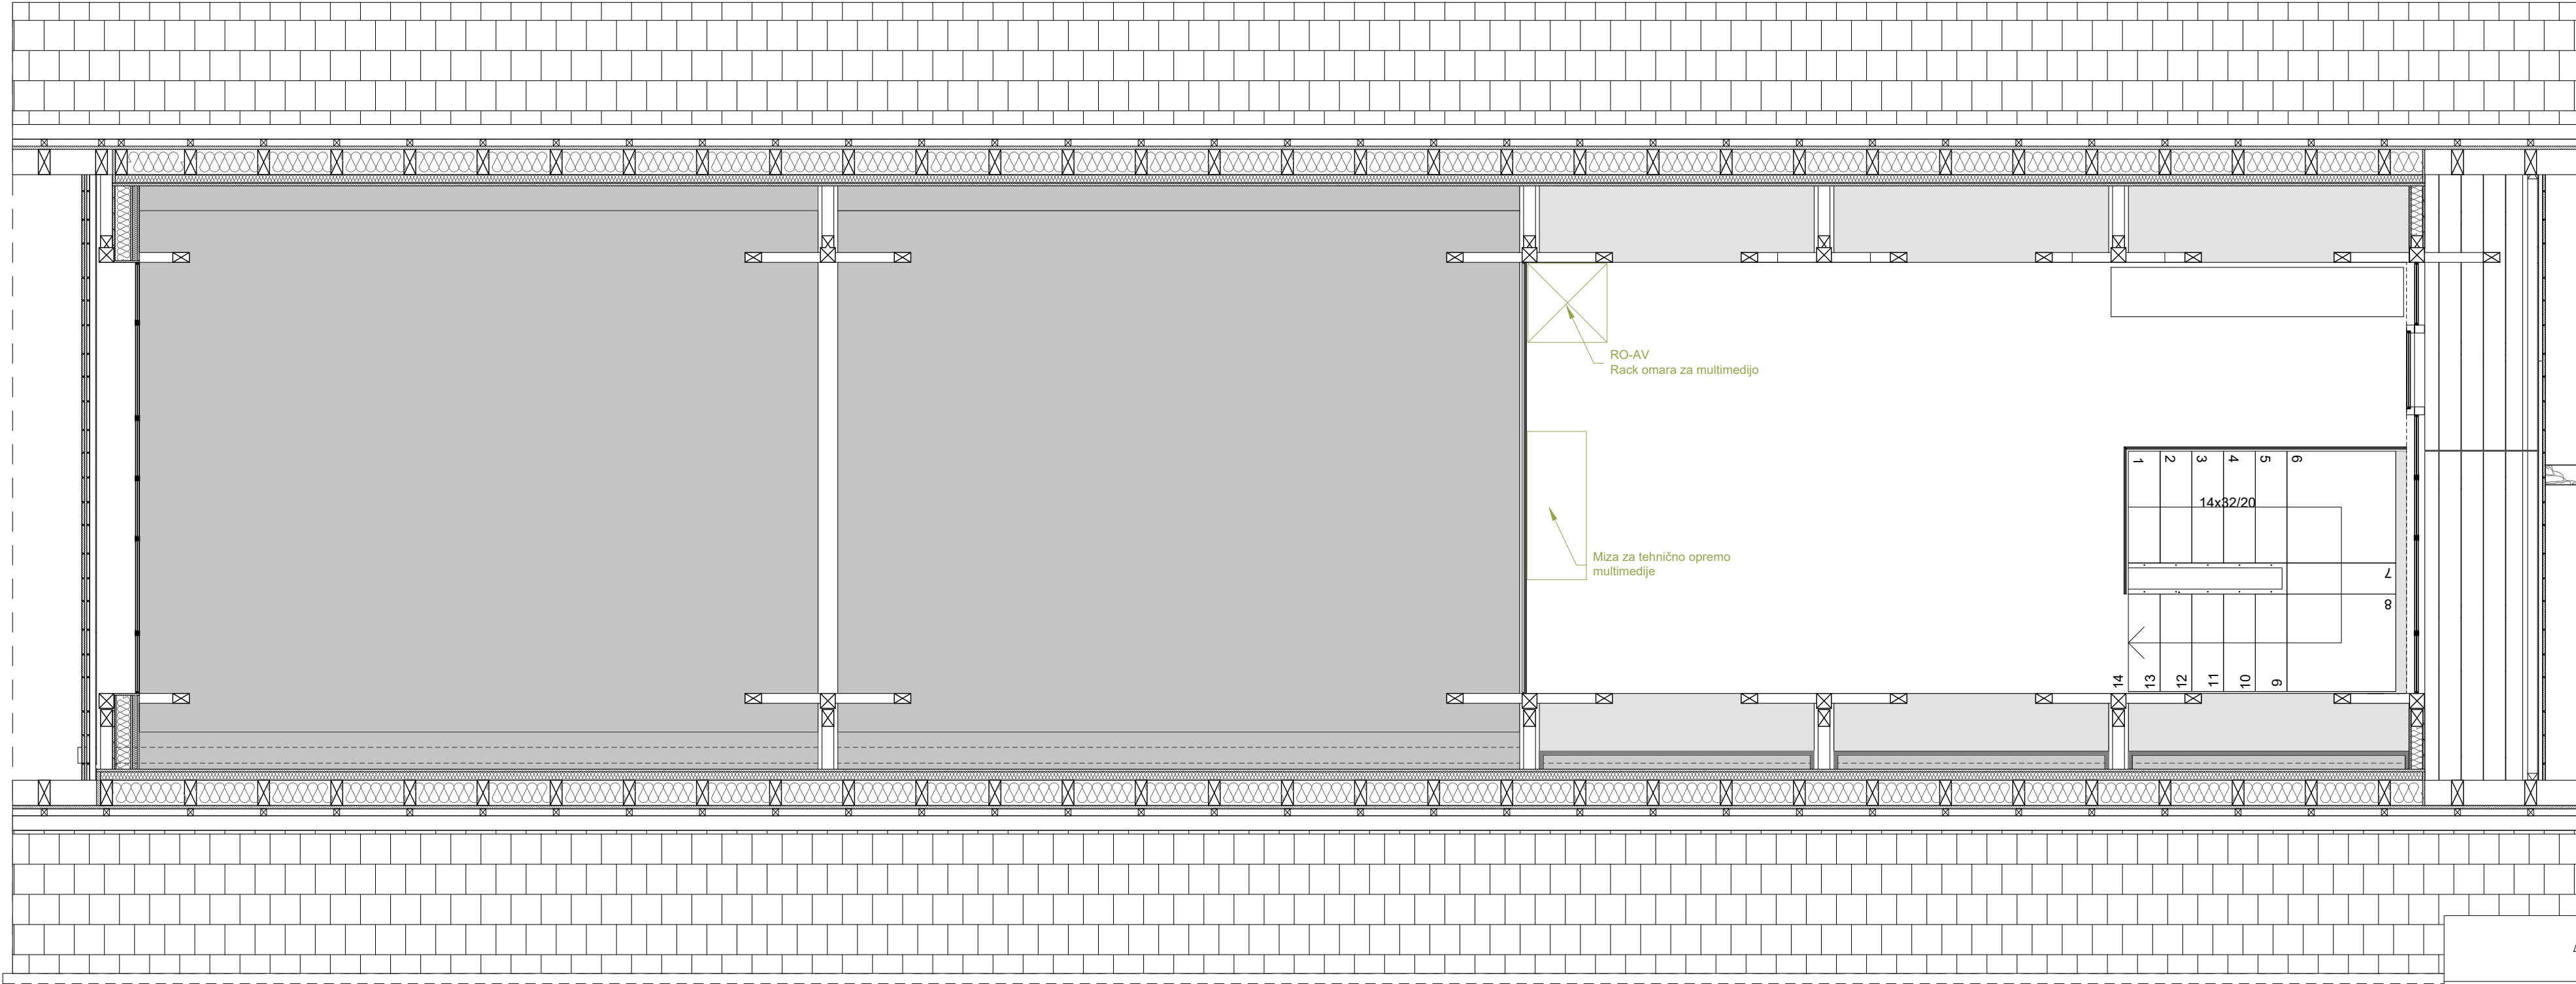 RO-AV
Rack omara za multimedijo
1
2
3
4
5
6
14x32/20
Miza za tehnično opremo
multimedije
7
8
14
13
12
11
10
9